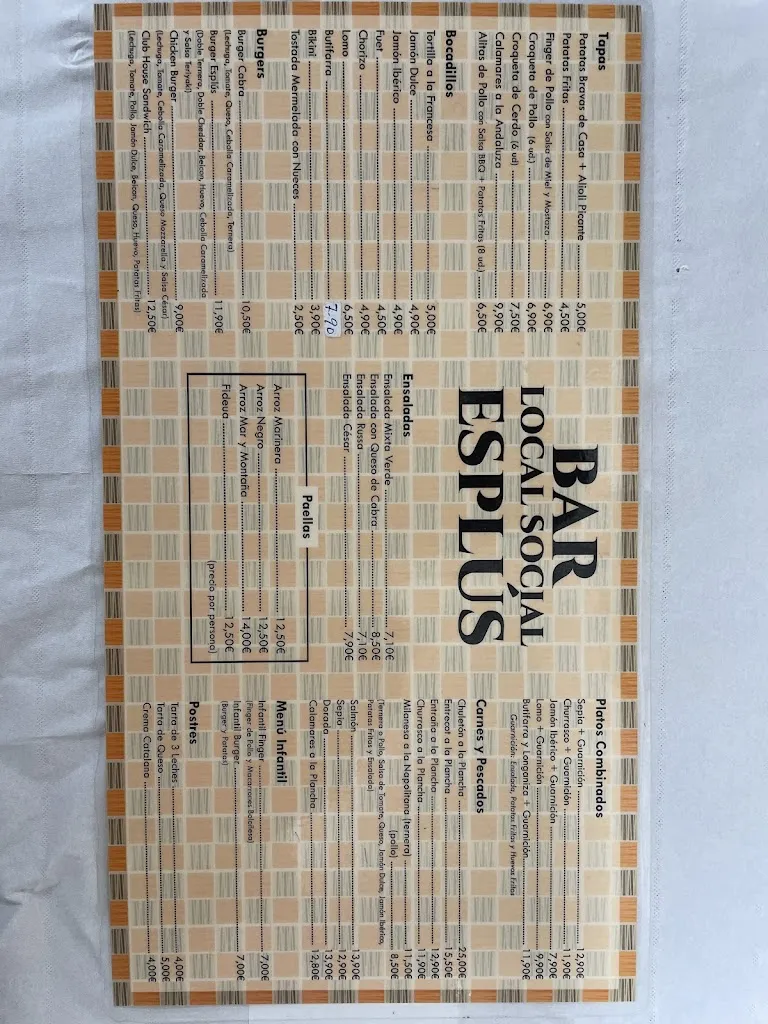 Tapas
Patatas Bravas de Casa + Alioli Picante 5,00€
Patatas Fritas 4,50€
Finger de Pollo con Salsa de Miel y Mostaza 6,90€
Croqueta de Pollo (6 ud.) 6,90€
Croqueta de Cerdo (6 ud) 7,50€
Calamares a la Andaluza 9,90€
Alitas de Pollo con Salsa BBQ + Patatas Fritas (8 ud.) 6,50€
Bocadillos
Tortilla a la Francesa 5,00€
Jamón Dulce 4,90€
Jamón Ibérico 4,90€
Fuet 4,50€
Chorizo 4,90€
Lomo 6,50€
Butifarra 7.90
Bikini 3,90€
Tostada Mermelada con Nueces 2,50€
Burgers
Burger Cabra 10,50€
(Lechuga, Tomate, Queso, Cebolla Caramelizada, Ternera)
Burger Esplús 11,90€
(Doble Ternera, Doble Cheddar, Beicon, Huevo, Cebolla Caramelizada
y Salsa Teriyaki)
Chicken Burger 9,00€
(Lechuga, Tomate, Cebolla Caramelizada, Queso Mozzarella y Salsa César)
Club House Sandwich 12,50€
(Lechuga, Tomate, Pollo, Jamón Dulce, Beicon, Queso, Huevo, Patatas Fritas)
BAR
LOCAL SOCIAL
ESPLÚS
Ensaladas
Ensalada Mixta Verde 7,10€
Ensalada con Queso de Cabra 8,50€
Ensalada Russa 7,10€
Ensalada César 7,90€
Paellas
Arroz Marinera 12,50€
Arroz Negro 12,50€
Arroz Mar y Montaña 14,00€
Fideua 12,50€
(precio por persona)
Platos Combinados
Sepia + Guarnición 12,90€
Churrasco + Guarnición 11,90€
Jamón Ibérico + Guarnición 7,90€
Lomo + Guarnición 9,90€
Butifarra y Longaniza + Guarnición 11,90€
Guarnición: Ensalada, Patatas Fritas y Huevos Fritos
Carnes y Pescados
Chuletón a la Plancha 25,00€
Entrecot a la Plancha 15,50€
Entraña a la Plancha 12,90€
Churrasco a la Plancha 11,90€
Milanesa a la Napolitana (ternera) 11,50€
(pollo) 8,50€
(Ternera o Pollo, Salsa de Tomate, Queso, Jamón Dulce, Jamón Ibérico,
Patatas Fritas y Ensalada)
Salmón 13,90€
Sepia 12,90€
Dorada 13,90€
Calamares a la Plancha 12,80€
Menú Infantil
Infantil Finger 7,00€
(Finger de Pollo y Macarrones Boloñesa)
Infantil Burger 7,00€
(Burger y Patatas)
Postres
Tarta de 3 Leches 4,00€
Tarta de Queso 5,00€
Crema Catalana 4,00€